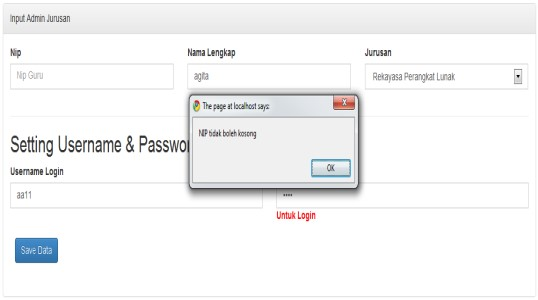 Input Admin Jurusan
Nip
Nama Lengkap
Jurusan
Nip Guru
agita
Rekayasa Perangkat Lunak
The page at localhost says:
X
NIP tidak boleh kosong
OK
Setting Username & Passwo
Username Login
aa11
••••
Untuk Login
Save Data